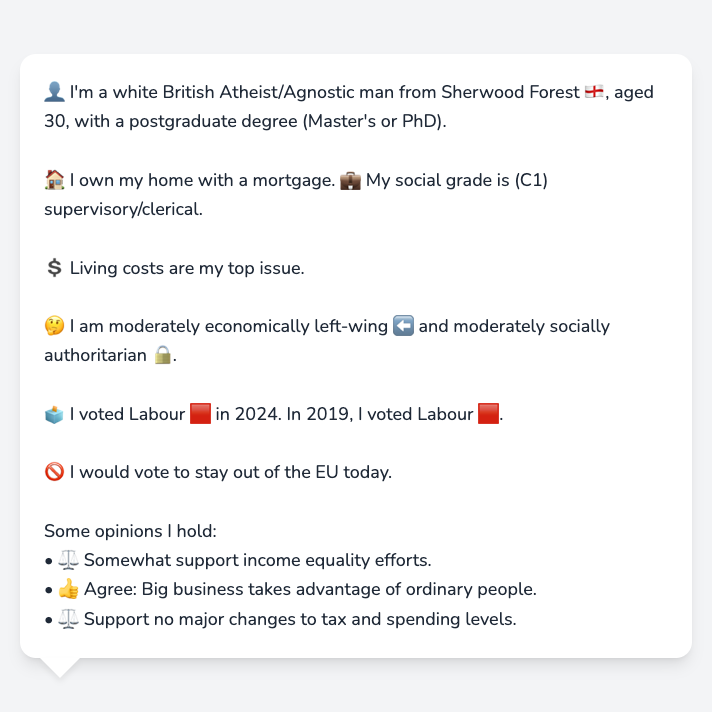 👤 I'm a white British Atheist/Agnostic man from Sherwood Forest 🏴󠁧󠁢󠁥󠁮󠁧󠁿, aged
30, with a postgraduate degree (Master's or PhD).
🏠 I own my home with a mortgage. 💼 My social grade is (C1)
supervisory/clerical.
💲 Living costs are my top issue.
🤔 I am moderately economically left-wing ⬅️ and moderately socially
authoritarian 🔒.
🗳️ I voted Labour 🟥 in 2024. In 2019, I voted Labour 🟥.
🚫 I would vote to stay out of the EU today.
Some opinions I hold:
• ⚖️ Somewhat support income equality efforts.
• 👍 Agree: Big business takes advantage of ordinary people.
• ⚖️ Support no major changes to tax and spending levels.